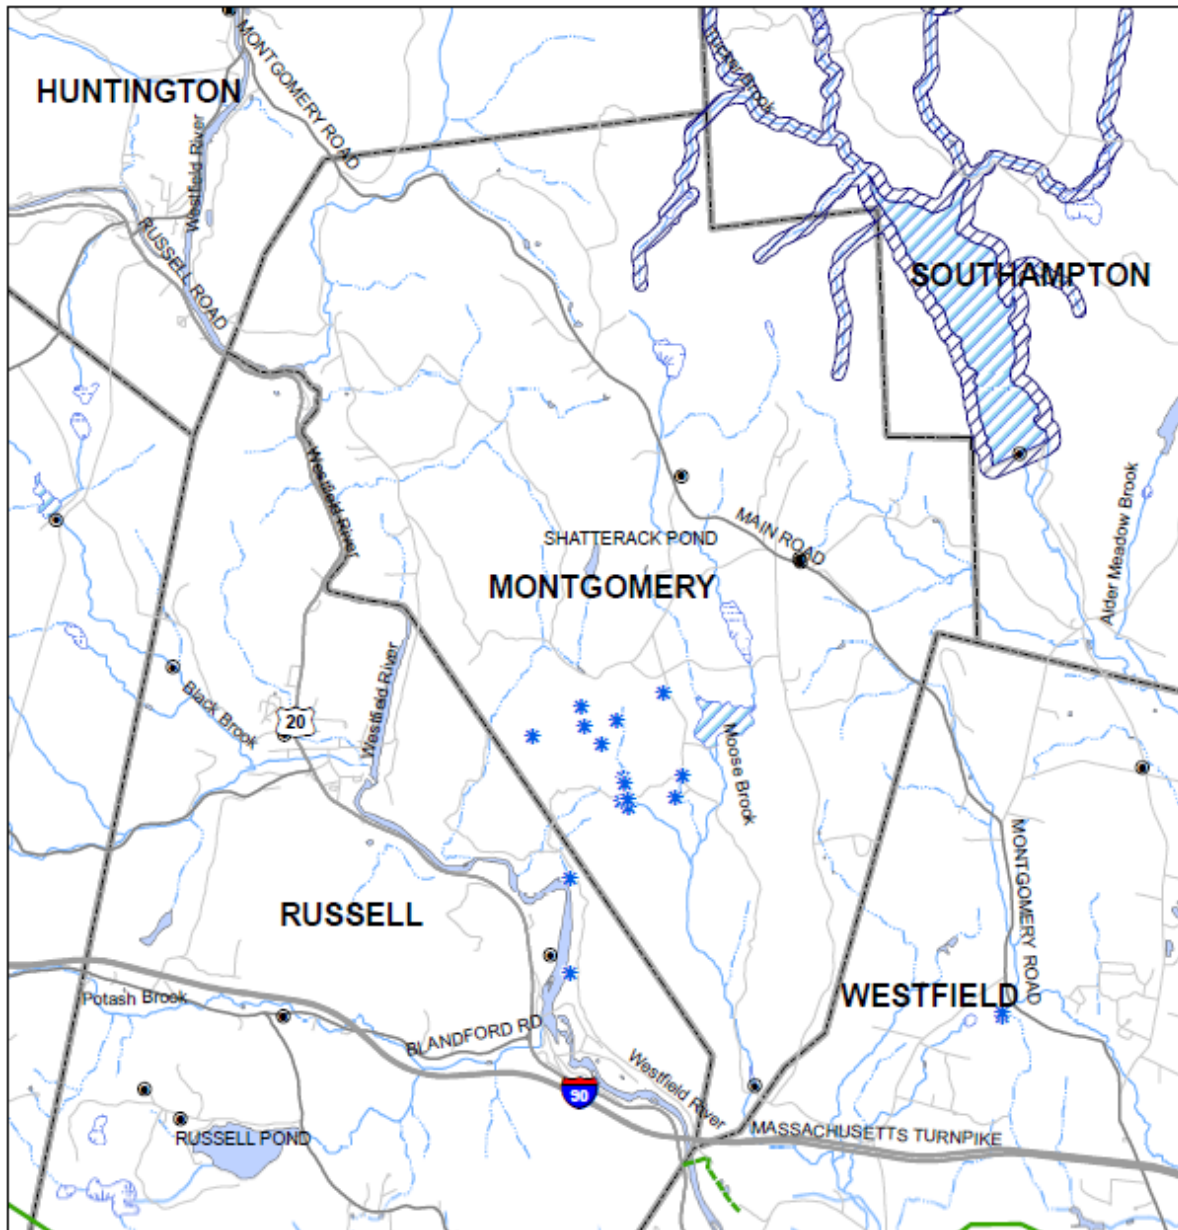 MONTGOMERY ROAD
Tucker Brook
HUNTINGTON
Westfield River
RUSSELL ROAD
SOUTHAMPTON
Westfield River
SHATTERACK POND
MAIN ROAD
MONTGOMERY
Alder Meadow Brook
Westfield River
Black Brook
20
Moose Brook
MONTGOMERY ROAD
RUSSELL
WESTFIELD
Potash Brook
BLANDFORD RD
Westfield River
90
MASSACHUSETTS TURNPIKE
RUSSELL POND